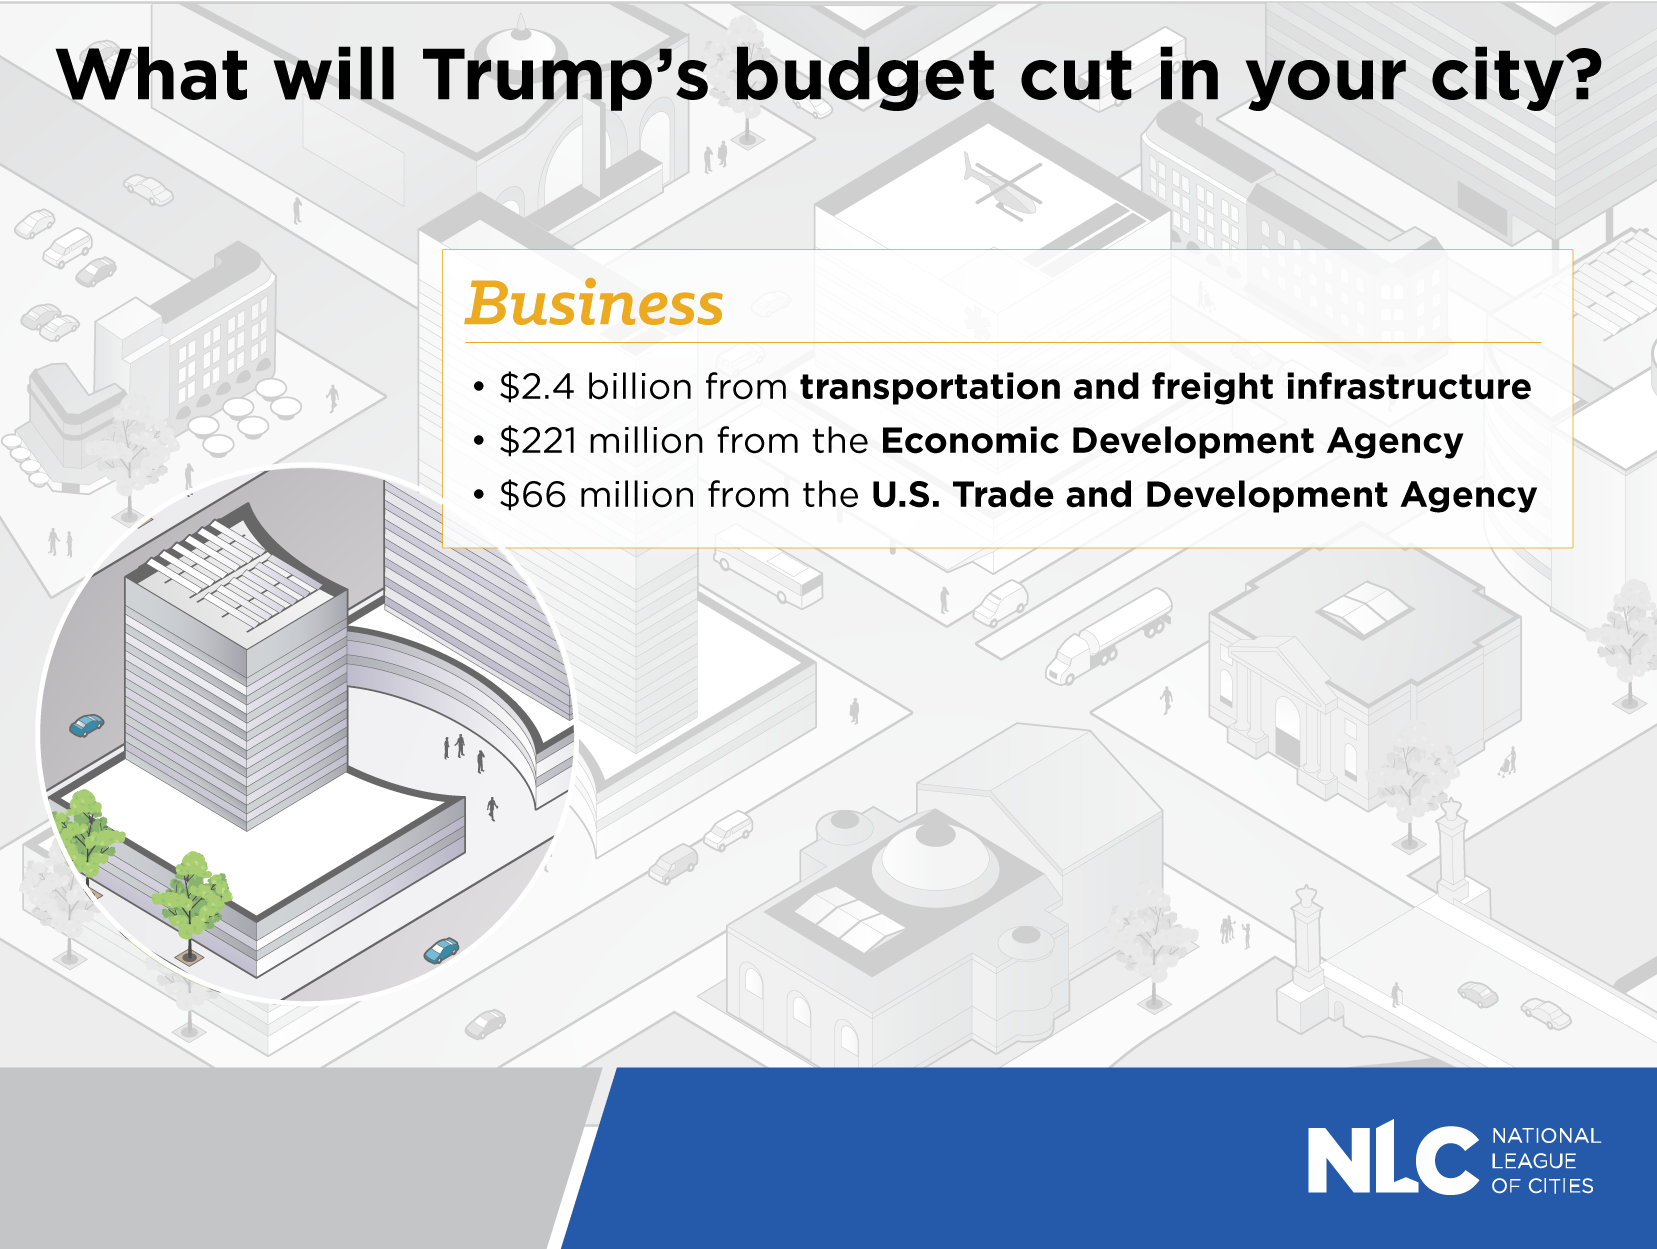 What will Trump's budget cut in your city?
Business
• $2.4 billion from transportation and freight infrastructure
• $221 million from the Economic Development Agency
• $66 million from the U.S. Trade and Development Agency
NLC
NATIONAL
LEAGUE
OF CITIES